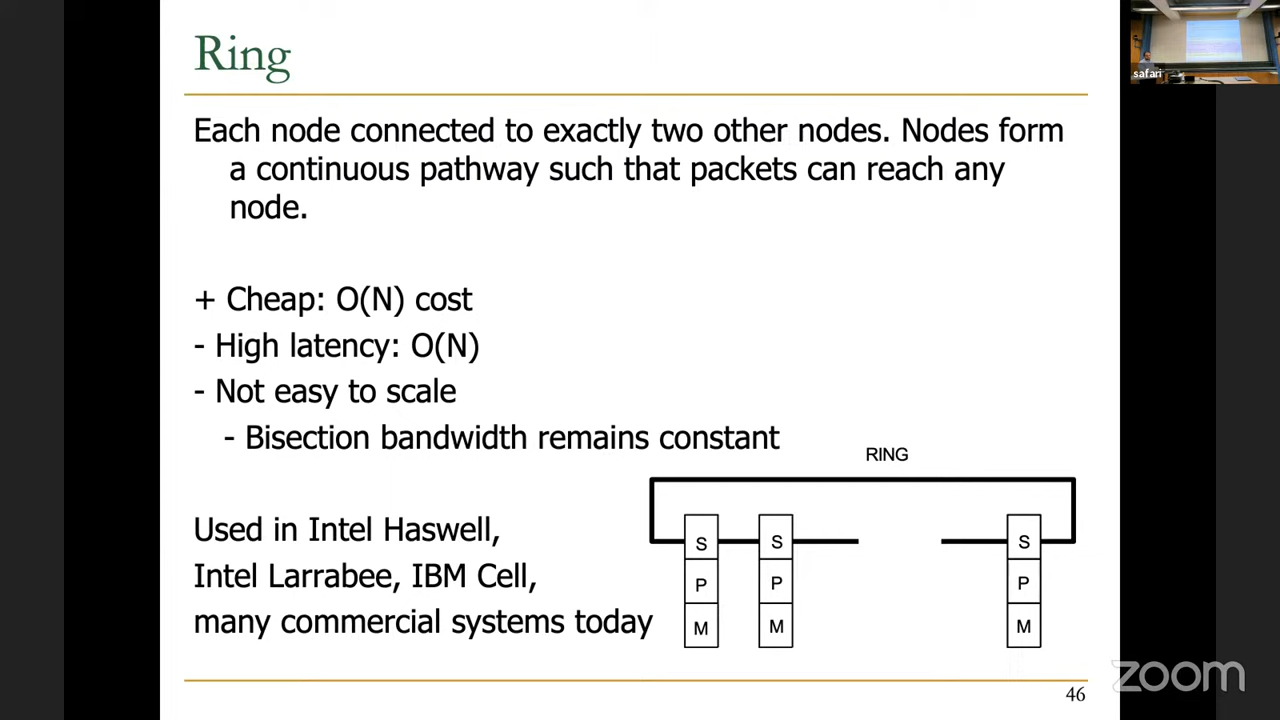 Ring
safari
Each node connected to exactly two other nodes. Nodes form
a continuous pathway such that packets can reach any
node.
+ Cheap: O(N) cost
- High latency: O(N)
- Not easy to scale
- Bisection bandwidth remains constant
RING
Used in Intel Haswell,
Intel Larrabee, IBM Cell,
many commercial systems today
S S S
P P P
M M M
46
zoom